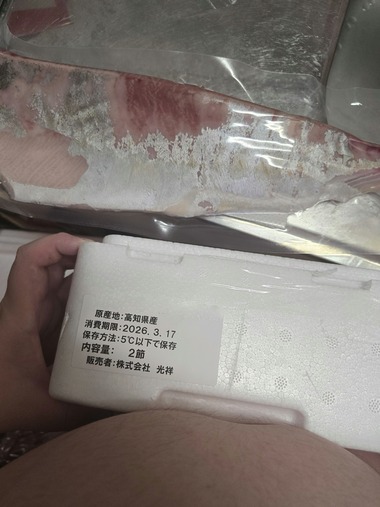 原産地:高知県産
消費期限:2026. 3. 17
保存方法:5℃以下で保存
内容量: 2節
販売者:株式会社 光祥